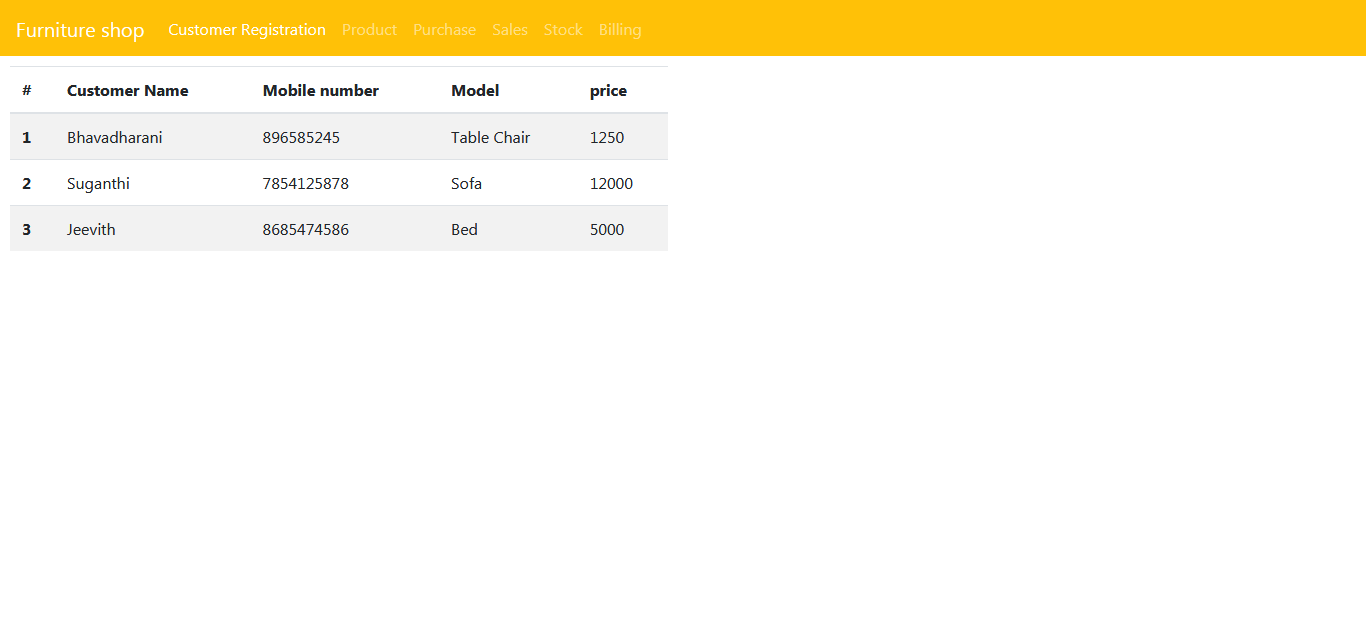 Furniture shop Customer Registration Product Purchase Sales Stock Billing
# Customer Name Mobile number Model price
1 Bhavadharani 896585245 Table Chair 1250
2 Suganthi 7854125878 Sofa 12000
3 Jeevith 8685474586 Bed 5000